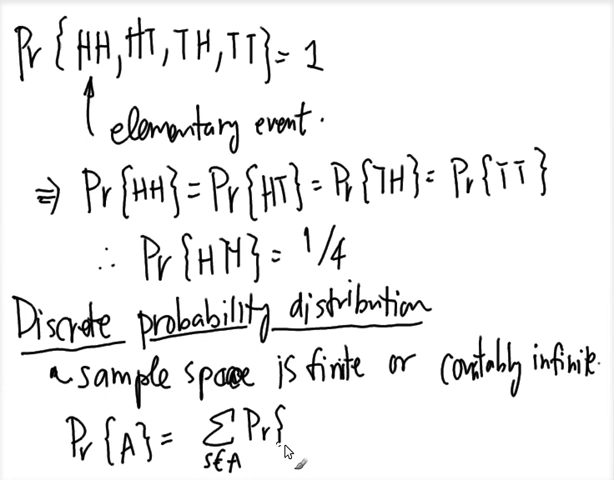 Pr{HH, HT, TH, TT} = 1
elementary event.
⇒ Pr{HH} = Pr{HT} = Pr{TH} = Pr{TT}
∴ Pr{HH} = 1/4
Discrete probability distribution
a sample space is finite or countably infinite.
Pr{A} = ∑ Pr{
s∈A